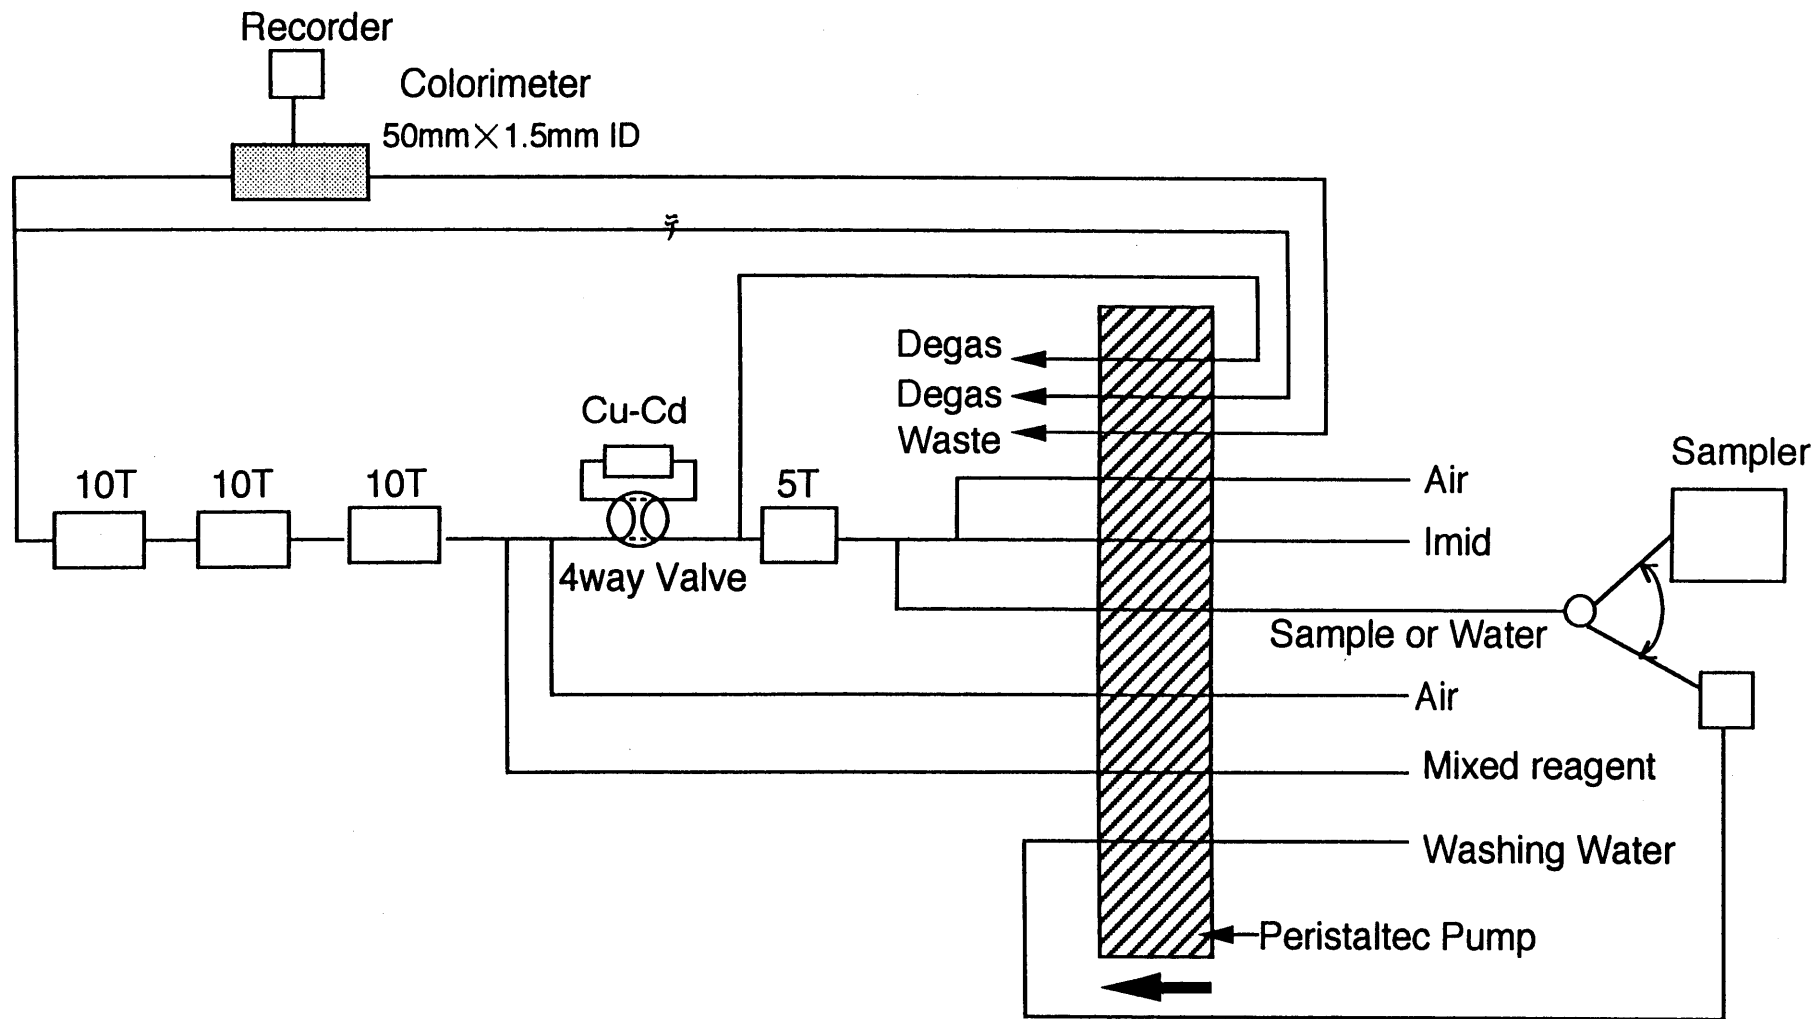 Recorder
Colorimeter
50mm×1.5mm ID
Degas
Degas
Waste
Cu-Cd
10T
10T
10T
5T
4way Valve
Air
Imid
Sampler
Sample or Water
Air
Mixed reagent
Washing Water
Peristaltec Pump